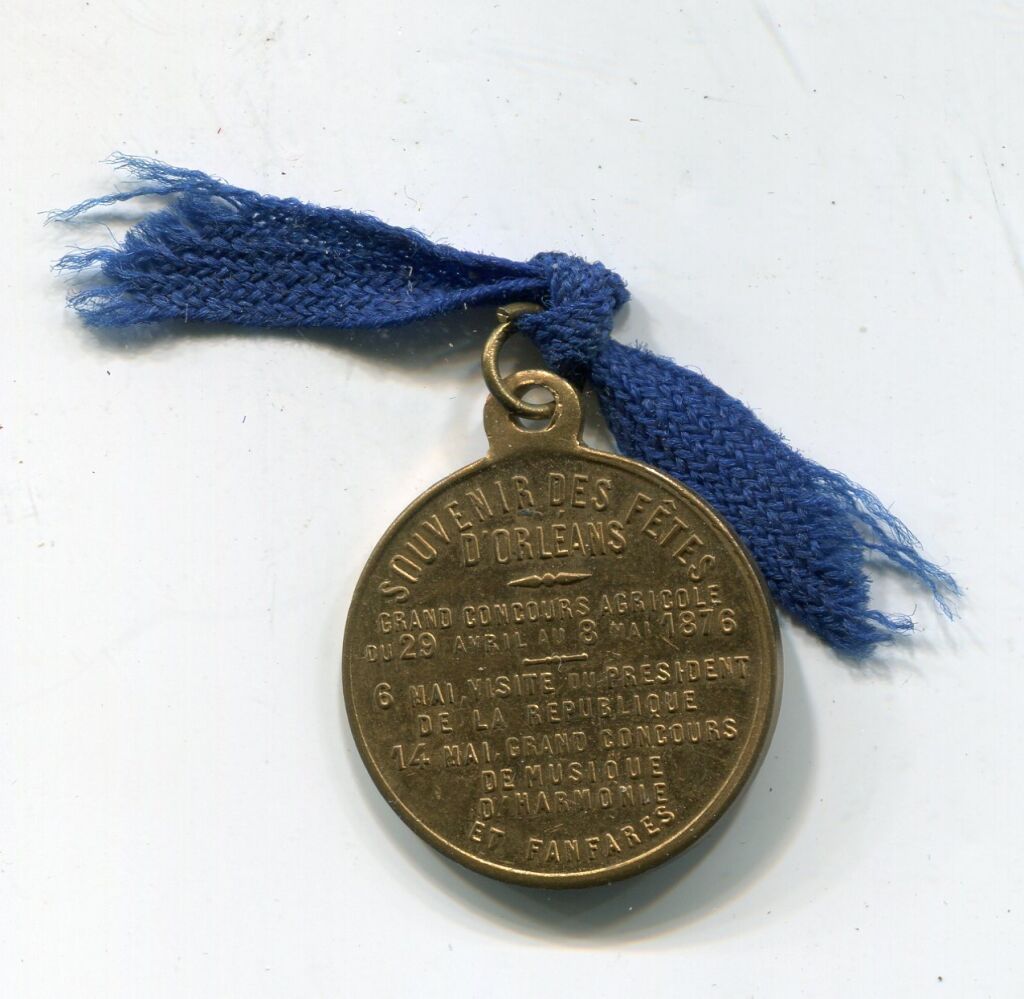 SOUVENIR DES FÊTES
D'ORLEANS
GRAND CONCOURS AGRICOLE
DU 29 AVRIL AU 8 MAI 1876
6 MAI, VISITE DU PRESIDENT
DE LA REPUBLIQUE
14 MAI, GRAND CONCOURS
DE MUSIQUE
D'HARMONIE
ET FANFARES